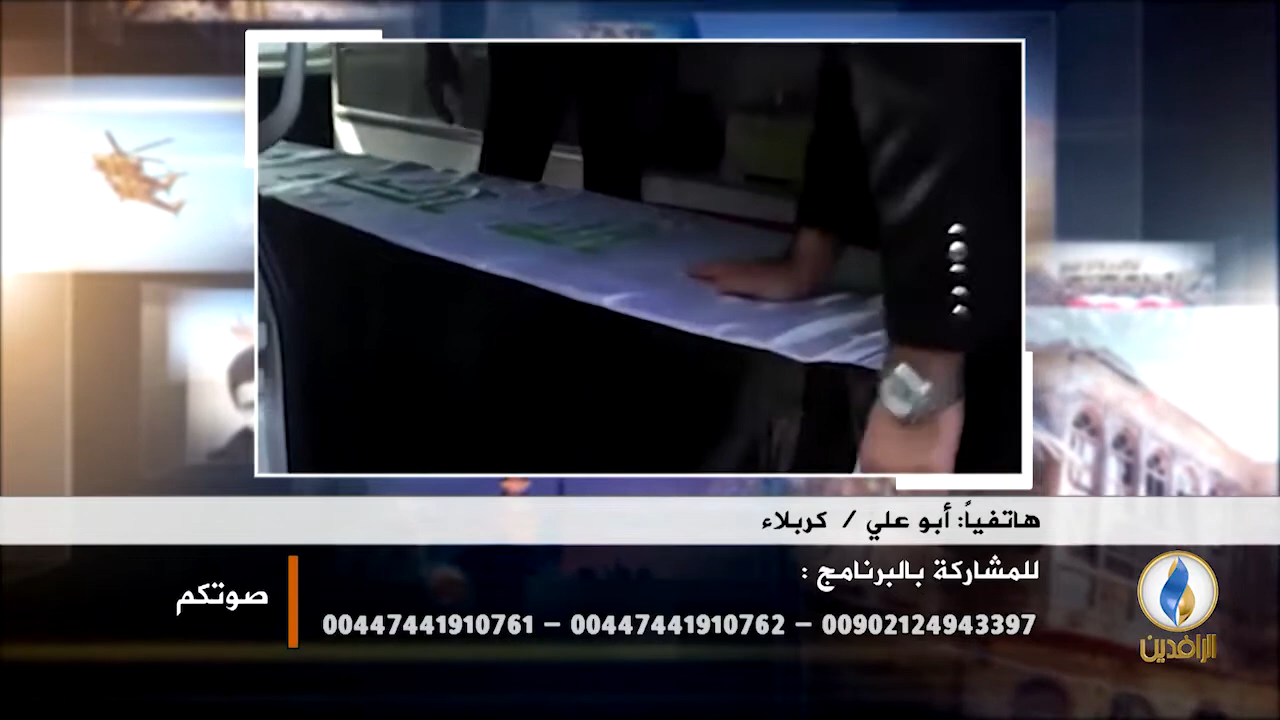 هاتفياً: أبو علي / كربلاء
للمشاركة بالبرنامج :
00447441910761 – 00447441910762 – 00902124943397
صوتكم
الرافدين